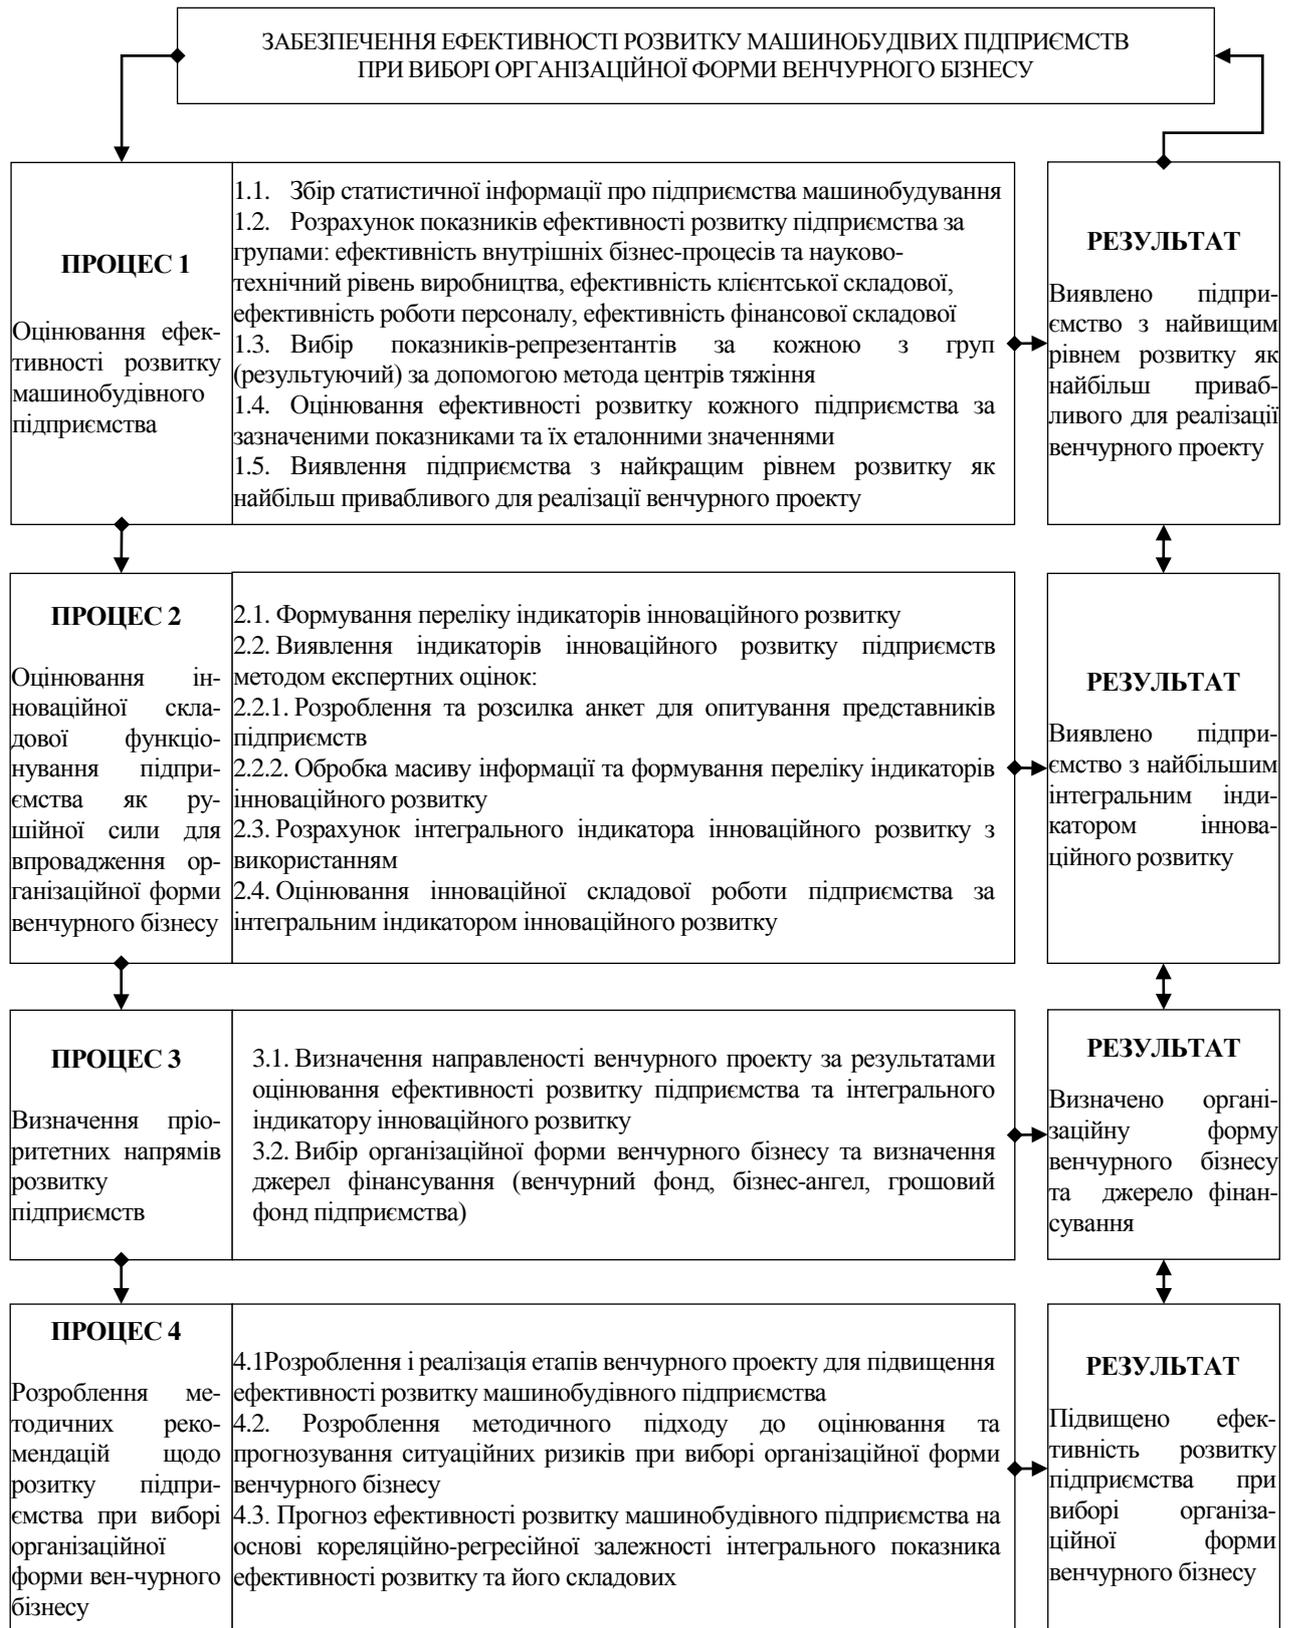 ЗАБЕЗПЕЧЕННЯ ЕФЕКТИВНОСТІ РОЗВИТКУ МАШИНОБУДІВИХ ПІДПРИЄМСТВ
ПРИ ВИБОРІ ОРГАНІЗАЦІЙНОЇ ФОРМИ ВЕНЧУРНОГО БІЗНЕСУ
ПРОЦЕС 1
Оцінювання ефек-
тивності розвитку
машинобудівного
підприємства
1.1. Збір статистичної інформації про підприємства машинобудування
1.2. Розрахунок показників ефективності розвитку підприємства за
групами: ефективність внутрішніх бізнес-процесів та науково-
технічний рівень виробництва, ефективність клієнтської складової,
ефективність роботи персоналу, ефективність фінансової складової
1.3. Вибір показників-репрезентантів за кожною з груп
(результуючий) за допомогою метода центрів тяжіння
1.4. Оцінювання ефективності розвитку кожного підприємства за
зазначеними показниками та їх еталонними значеннями
1.5. Виявлення підприємства з найкращим рівнем розвитку як
найбільш привабливого для реалізації венчурного проекту
РЕЗУЛЬТАТ
Виявлено підпри-
ємство з найвищим
рівнем розвитку як
найбільш приваб-
ливого для реалізації
венчурного проекту
ПРОЦЕС 2
Оцінювання ін-
новаційної скла-
дової функціо-
нування підпри-
ємства як ру-
шійної сили для
впровадження ор-
ганізаційної форми
венчурного бізнесу
2.1. Формування переліку індикаторів інноваційного розвитку
2.2. Виявлення індикаторів інноваційного розвитку підприємств
методом експертних оцінок:
2.2.1. Розроблення та розсилка анкет для опитування представників
підприємств
2.2.2. Обробка масиву інформації та формування переліку індикаторів
інноваційного розвитку
2.3. Розрахунок інтегрального індикатора інноваційного розвитку з
використанням
2.4. Оцінювання інноваційної складової роботи підприємства за
інтегральним індикатором інноваційного розвитку
РЕЗУЛЬТАТ
Виявлено підпри-
ємство з найбільшим
інтегральним інди-
катором іннова-
ційного розвитку
ПРОЦЕС 3
Визначення пріо-
ритетних напрямів
розвитку
підприємств
3.1. Визначення направленості венчурного проекту за результатами
оцінювання ефективності розвитку підприємства та інтегрального
індикатору інноваційного розвитку
3.2. Вибір організаційної форми венчурного бізнесу та визначення
джерел фінансування (венчурний фонд, бізнес-ангел, грошовий
фонд підприємства)
РЕЗУЛЬТАТ
Визначено органі-
заційну форму
венчурного бізнесу
та джерело фінан-
сування
ПРОЦЕС 4
Розроблення ме-
тодичних реко-
мендацій щодо
розитку підпри-
ємства при виборі
організаційної
форми вен-чурного
бізнесу
4.1Розроблення і реалізація етапів венчурного проекту для підвищення
ефективності розвитку машинобудівного підприємства
4.2. Розроблення методичного підходу до оцінювання та
прогнозування ситуаційних ризиків при виборі організаційної форми
венчурного бізнесу
4.3. Прогноз ефективності розвитку машинобудівного підприємства на
основі кореляційно-регресійної залежності інтегрального показника
ефективності розвитку та його складових
РЕЗУЛЬТАТ
Підвищено ефек-
тивність розвитку
підприємства при
виборі організа-
ційної форми
венчурного бізнесу